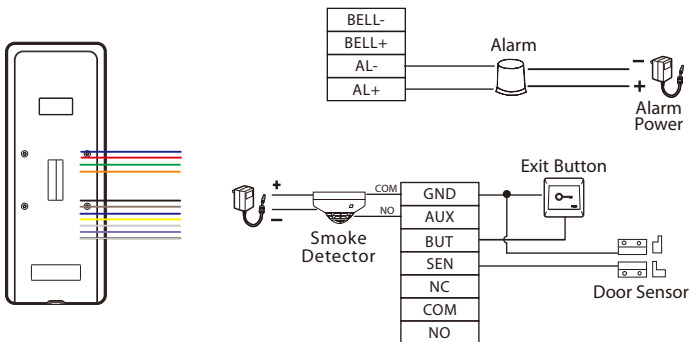 BELL-
BELL+
AL-
AL+
Alarm
−
+
Alarm
Power
+
−
COM
NO
Smoke
Detector
GND
AUX
BUT
SEN
NC
COM
NO
Exit Button
Door Sensor